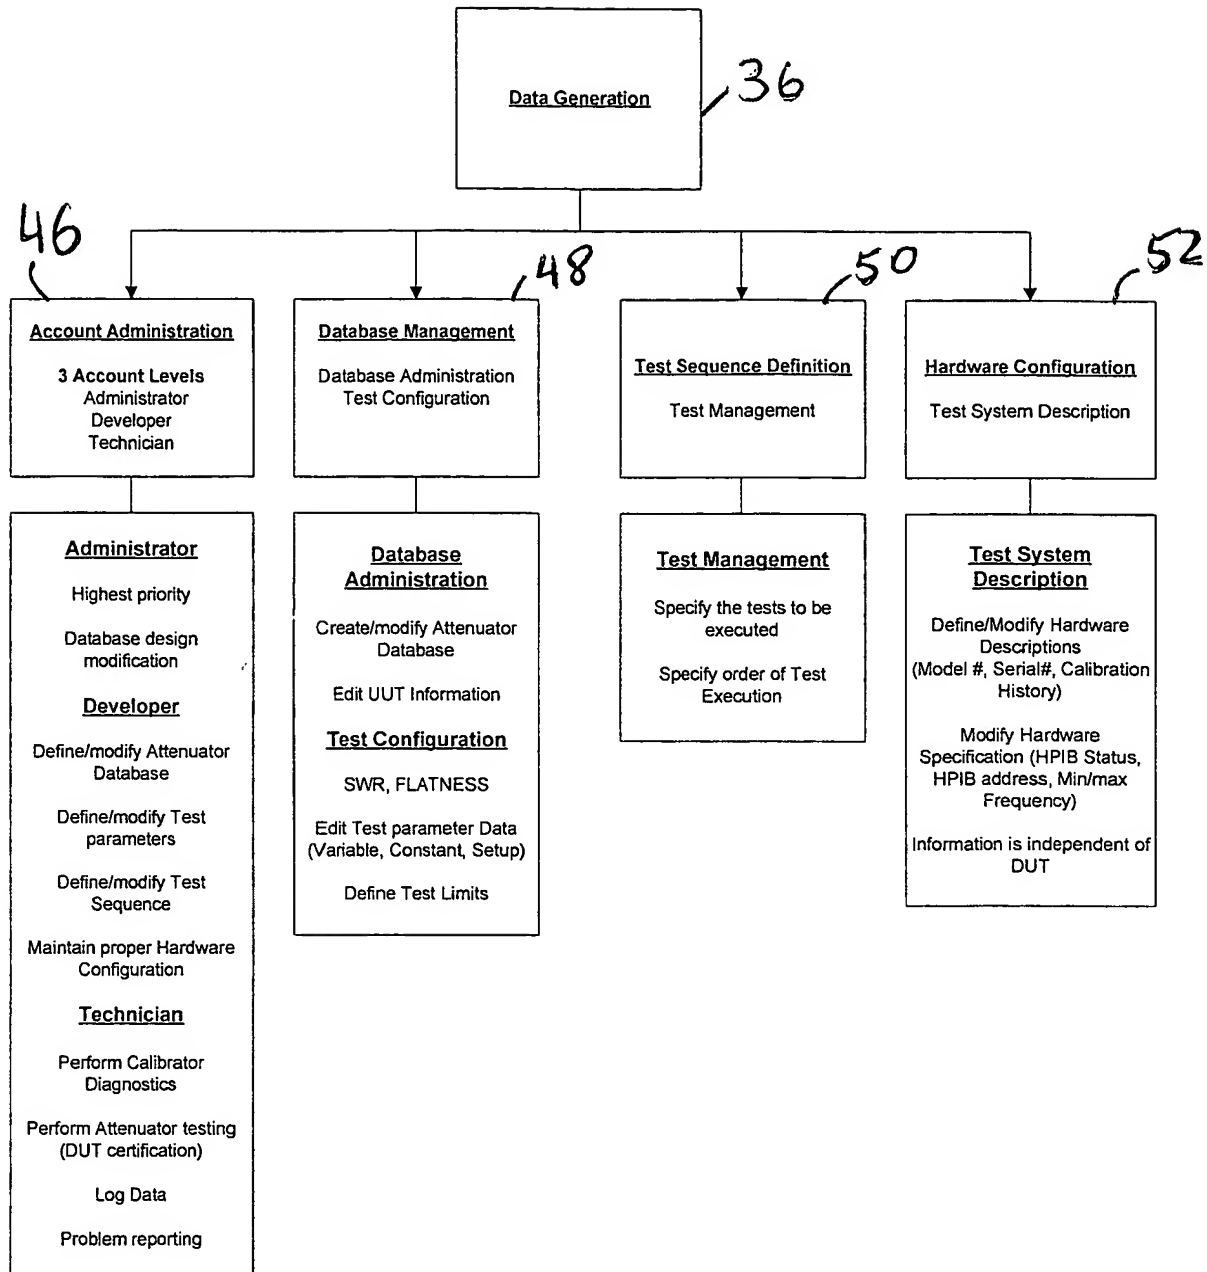 Data Generation
36
46
48
50
52
Account Administration
3 Account Levels
Administrator
Developer
Technician
Database Management
Database Administration
Test Configuration
Test Sequence Definition
Test Management
Hardware Configuration
Test System Description
Administrator
Highest priority
Database design
modification
Developer
Define/modify Attenuator
Database
Define/modify Test
parameters
Define/modify Test
Sequence
Maintain proper Hardware
Configuration
Technician
Perform Calibrator
Diagnostics
Perform Attenuator testing
(DUT certification)
Log Data
Problem reporting
Database
Administration
Create/modify Attenuator
Database
Edit UUT Information
Test Configuration
SWR, FLATNESS
Edit Test parameter Data
(Variable, Constant, Setup)
Define Test Limits
Test Management
Specify the tests to be
executed
Specify order of Test
Execution
Test System
Description
Define/Modify Hardware
Descriptions
(Model #, Serial#, Calibration
History)
Modify Hardware
Specification (HPIB Status,
HPIB address, Min/max
Frequency)
Information is independent of
DUT